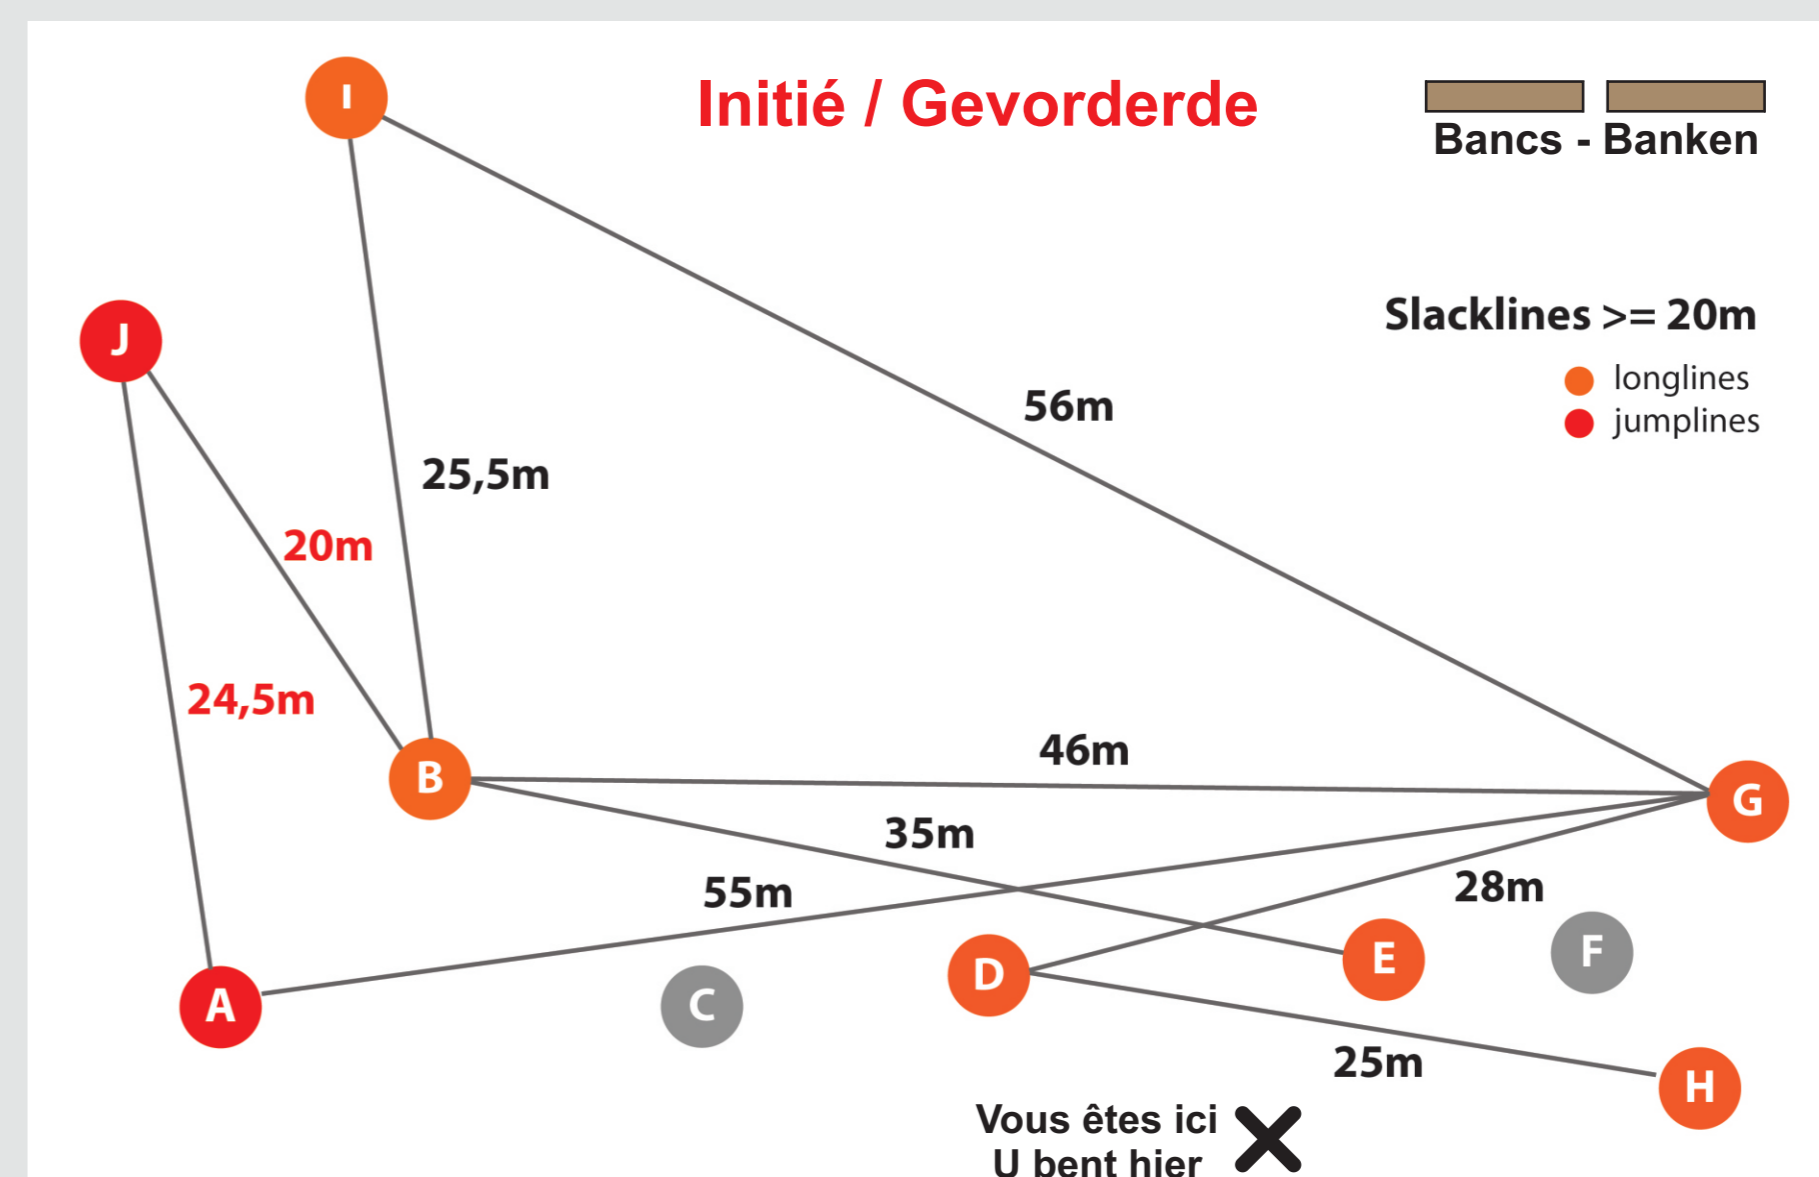 I
Initié / Gevorderde
Bancs - Banken
J
Slacklines >= 20m
longlines
jumplines
56m
25,5m
20m
24,5m
B
46m
G
35m
55m
28m
A
C
D
E
F
25m
H
Vous êtes ici
U bent hier